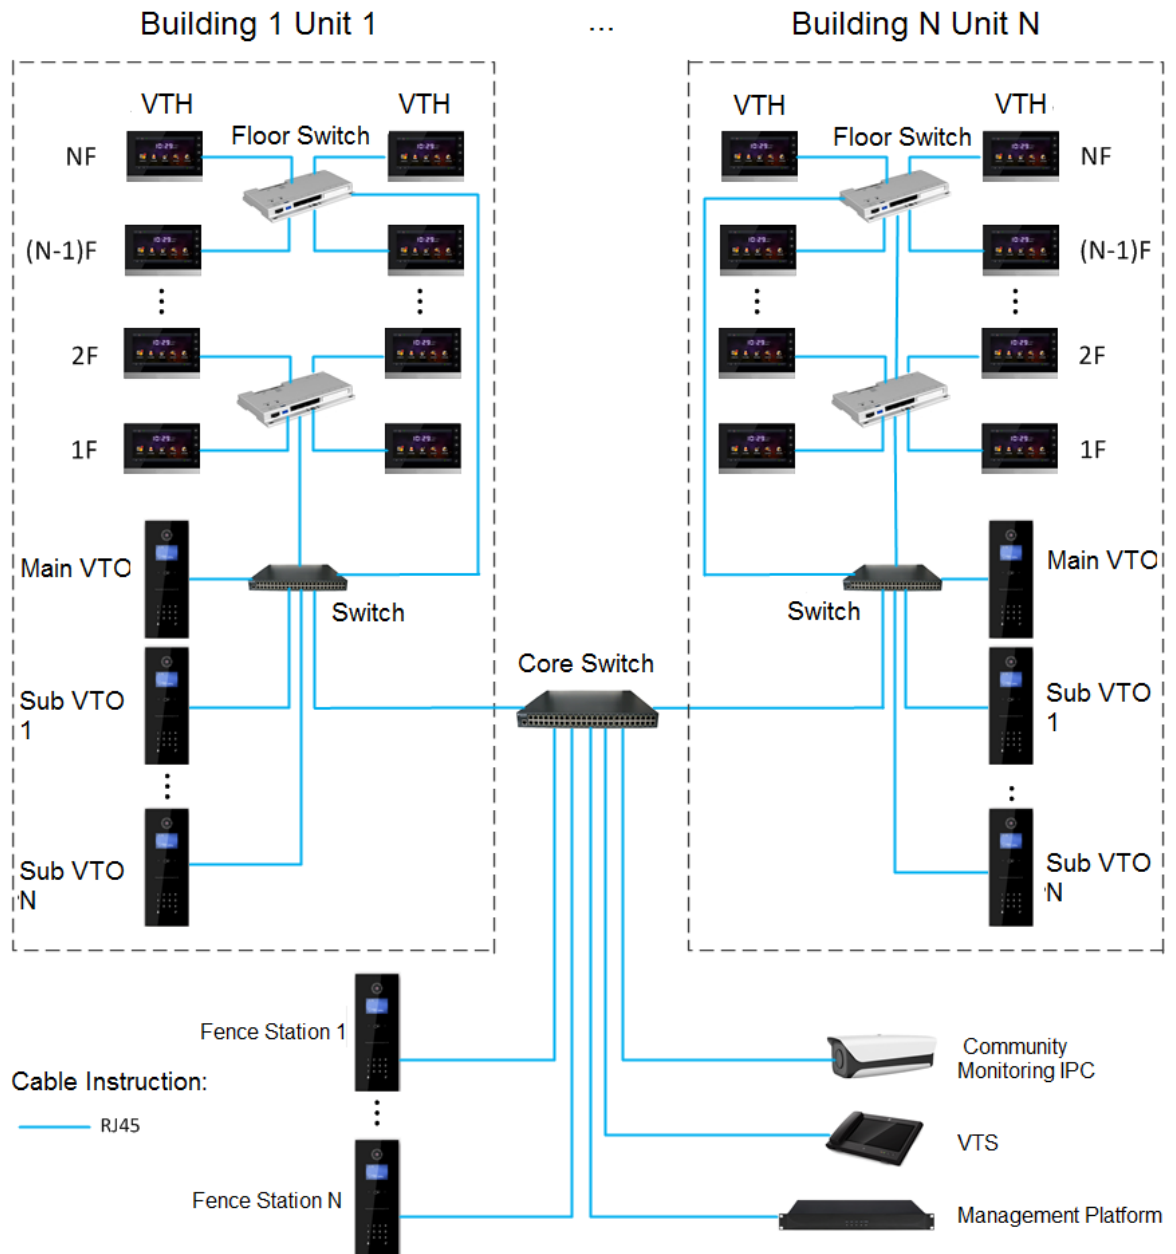 Building 1 Unit 1
...
Building N Unit N
VTH
VTH
Floor Switch
NF
(N-1)F
2F
1F
Main VTO
Switch
Sub VTO
1
Sub VTO
N
VTH
VTH
Floor Switch
NF
(N-1)F
2F
1F
Main VTO
Switch
Sub VTO
1
Sub VTO
N
Core Switch
Fence Station 1
Cable Instruction:
RJ45
Fence Station N
Community
Monitoring IPC
VTS
Management Platform